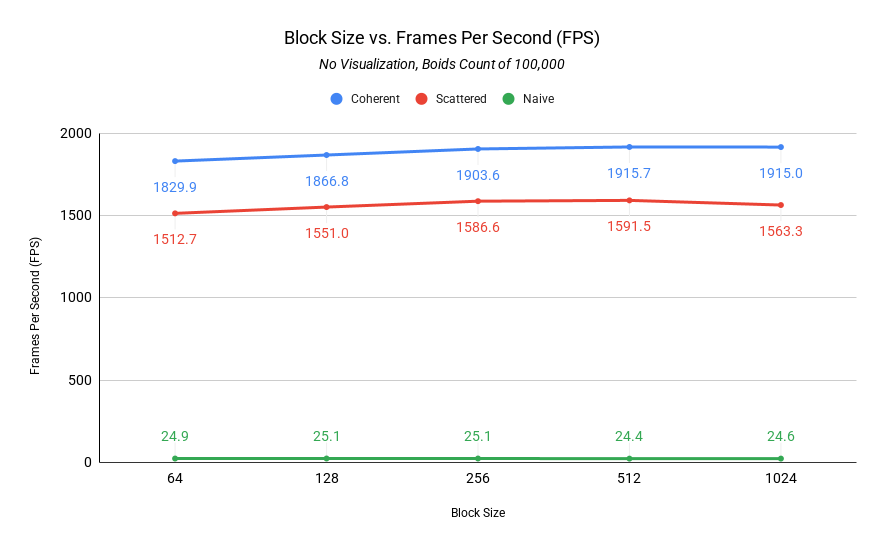 Block Size vs. Frames Per Second (FPS)
No Visualization, Boids Count of 100,000
Coherent Scattered Naive
Frames Per Second (FPS)
2000
1500
1000
500
0
1829.9 1866.8 1903.6 1915.7 1915.0
1512.7 1551.0 1586.6 1591.5 1563.3
24.9 25.1 25.1 24.4 24.6
64 128 256 512 1024
Block Size